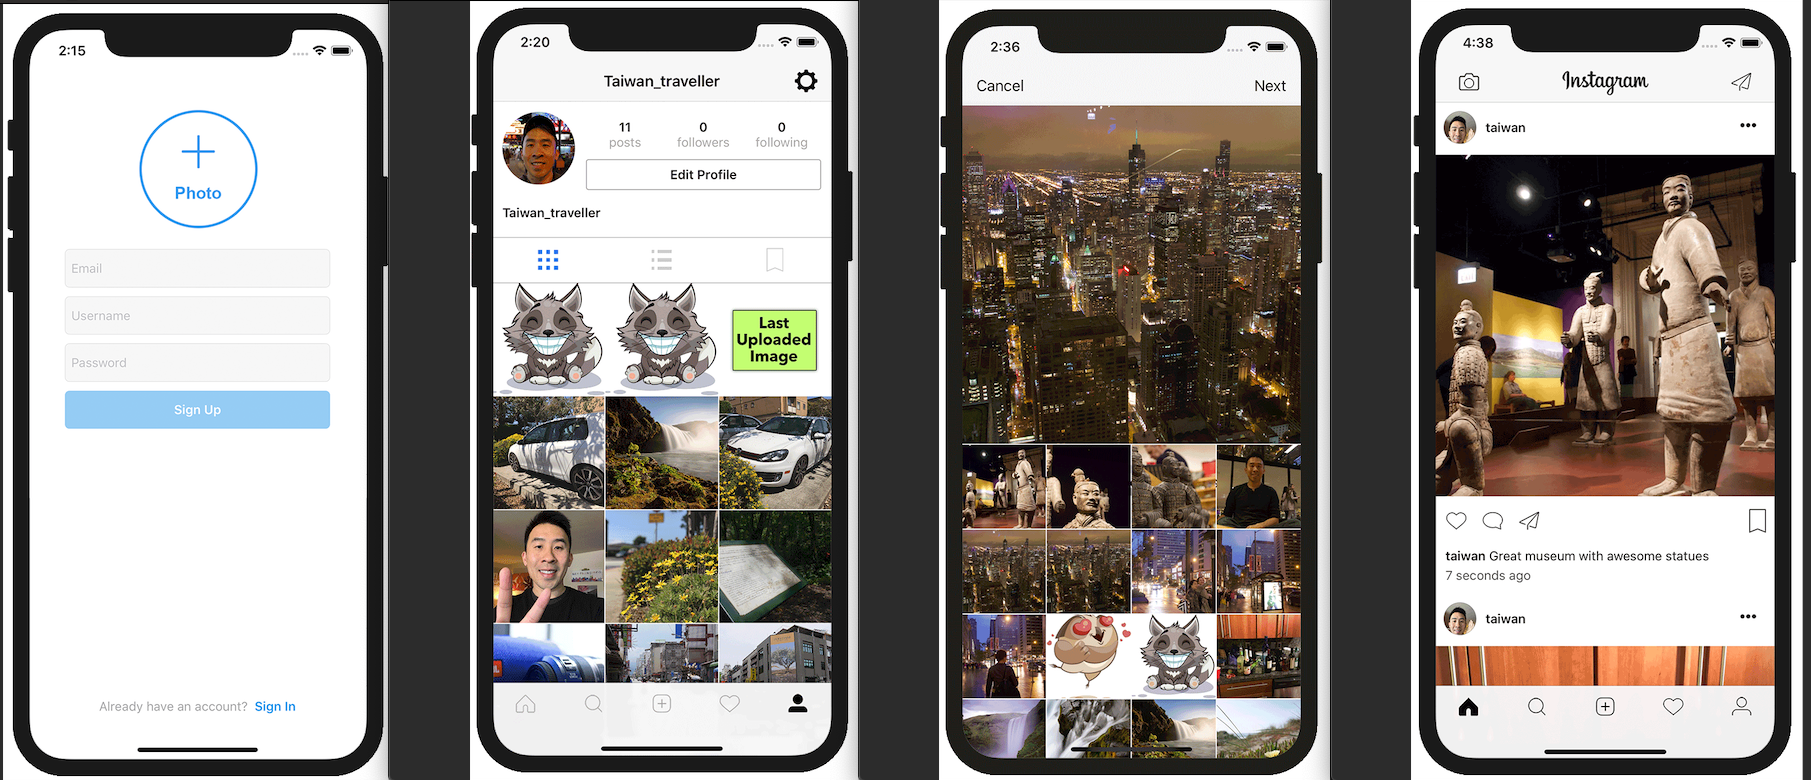 2:15
Photo
Email
Username
Password
Sign Up
Already have an account? Sign In
2:20
Taiwan_traveller
11
posts
0
followers
0
following
Edit Profile
Taiwan_traveller
Last
Uploaded
Image
2:36
Cancel
Next
4:38
Instagram
taiwan
taiwan Great museum with awesome statues
7 seconds ago
taiwan